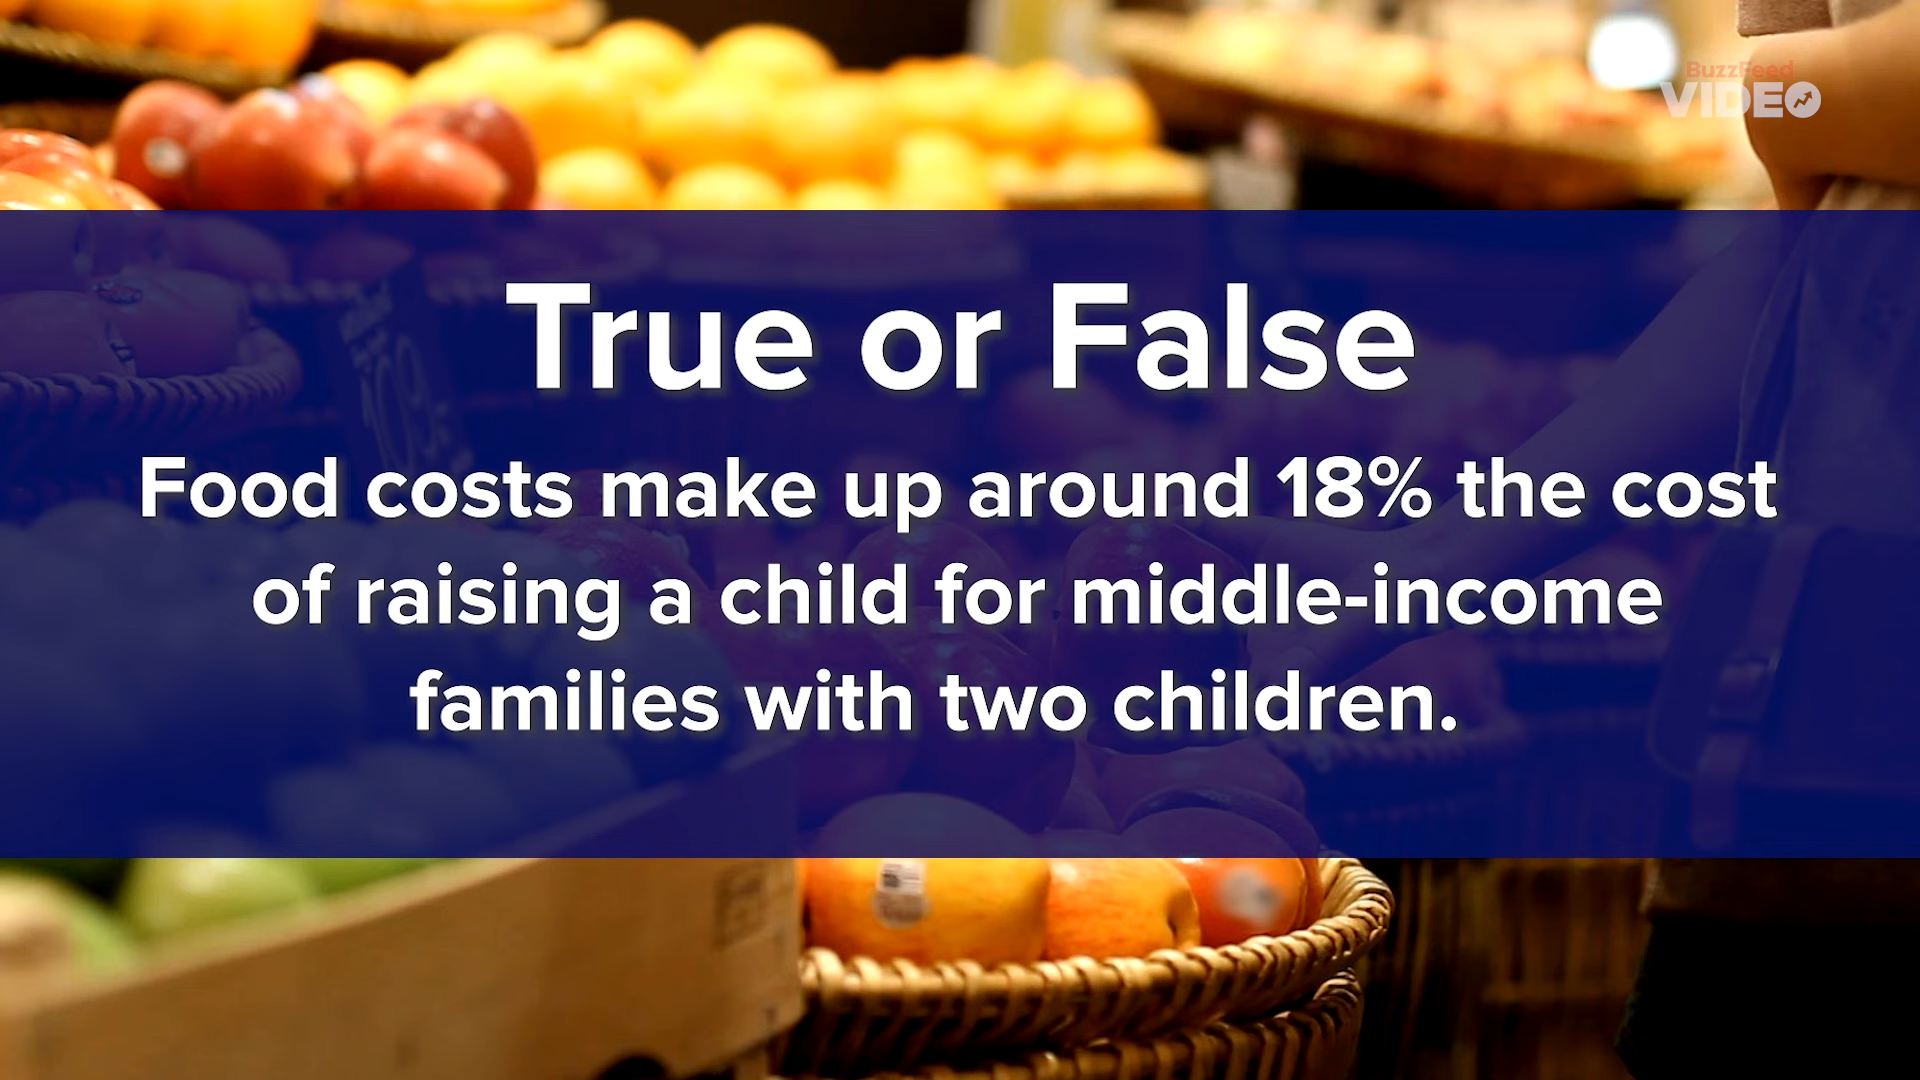 BuzzFeed
VIDEO
True or False
Food costs make up around 18% the cost
of raising a child for middle-income
families with two children.